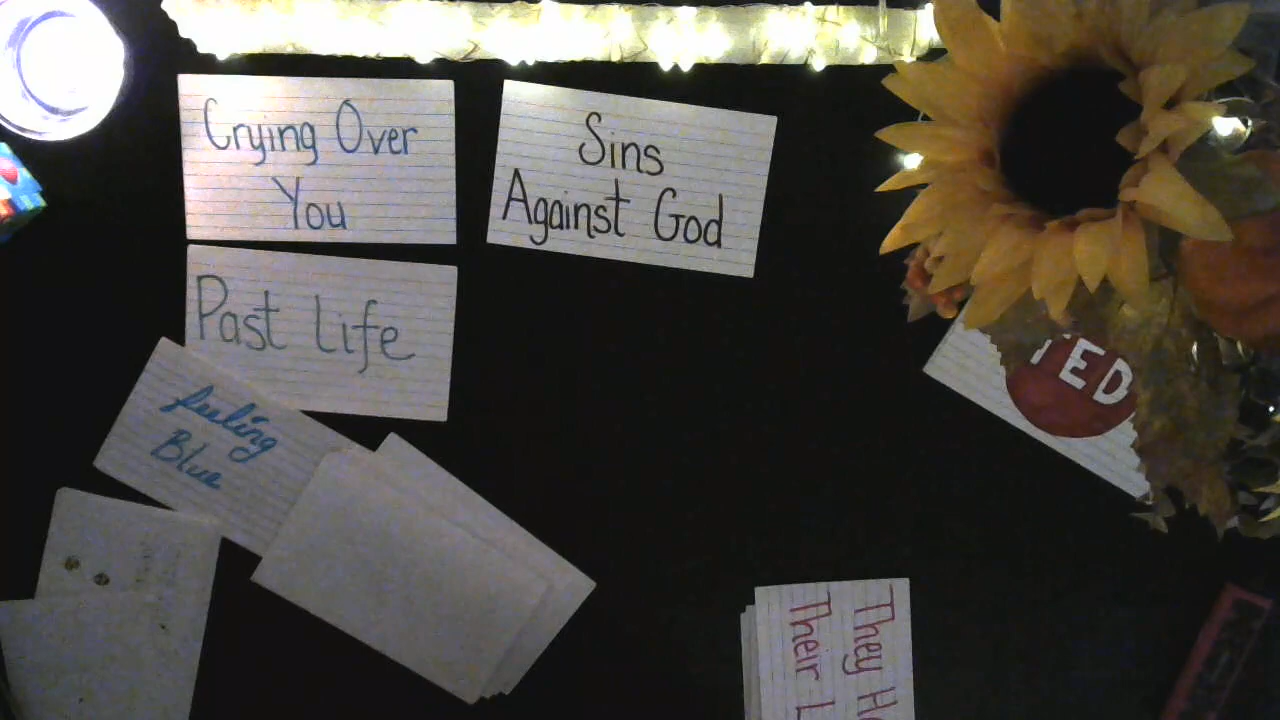 Crying Over
You
Sins
Against God
Past Life
feeling
Blue
TED
They
Their